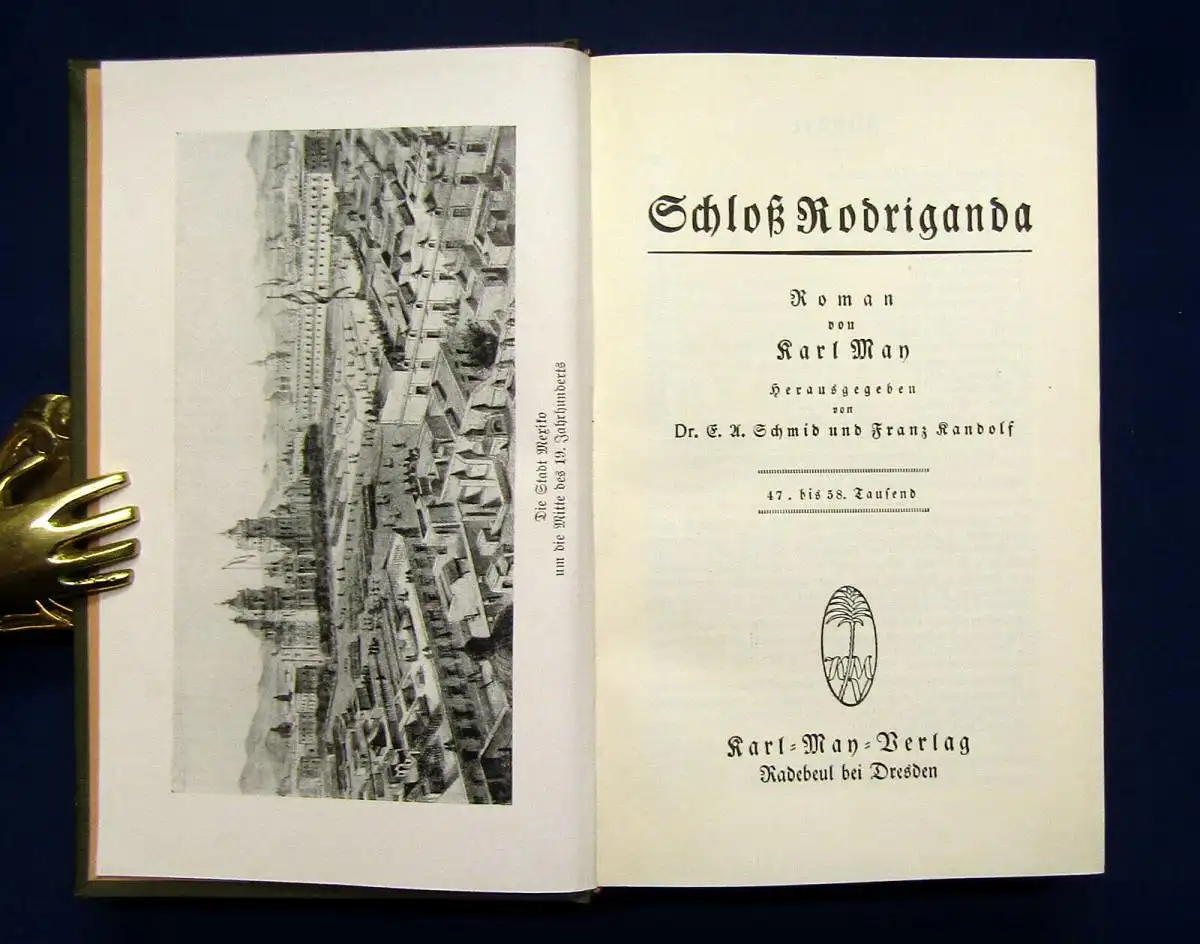 Die Stadt Mexiko
um die Mitte des 19. Jahrhunderts
Schloß Rodriganda
Roman
von
Karl May
Herausgegeben
von
Dr. E. A. Schmid und Franz Kandolf
47. bis 58. Tausend
Karl-May-Verlag
Radebeul bei Dresden